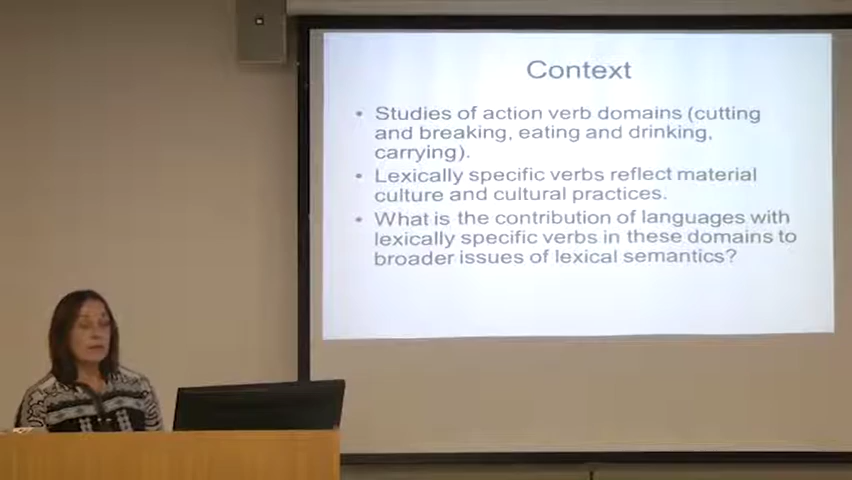 Context
• Studies of action verb domains (cutting
and breaking, eating and drinking,
carrying).
• Lexically specific verbs reflect material
culture and cultural practices.
• What is the contribution of languages with
lexically specific verbs in these domains to
broader issues of lexical semantics?